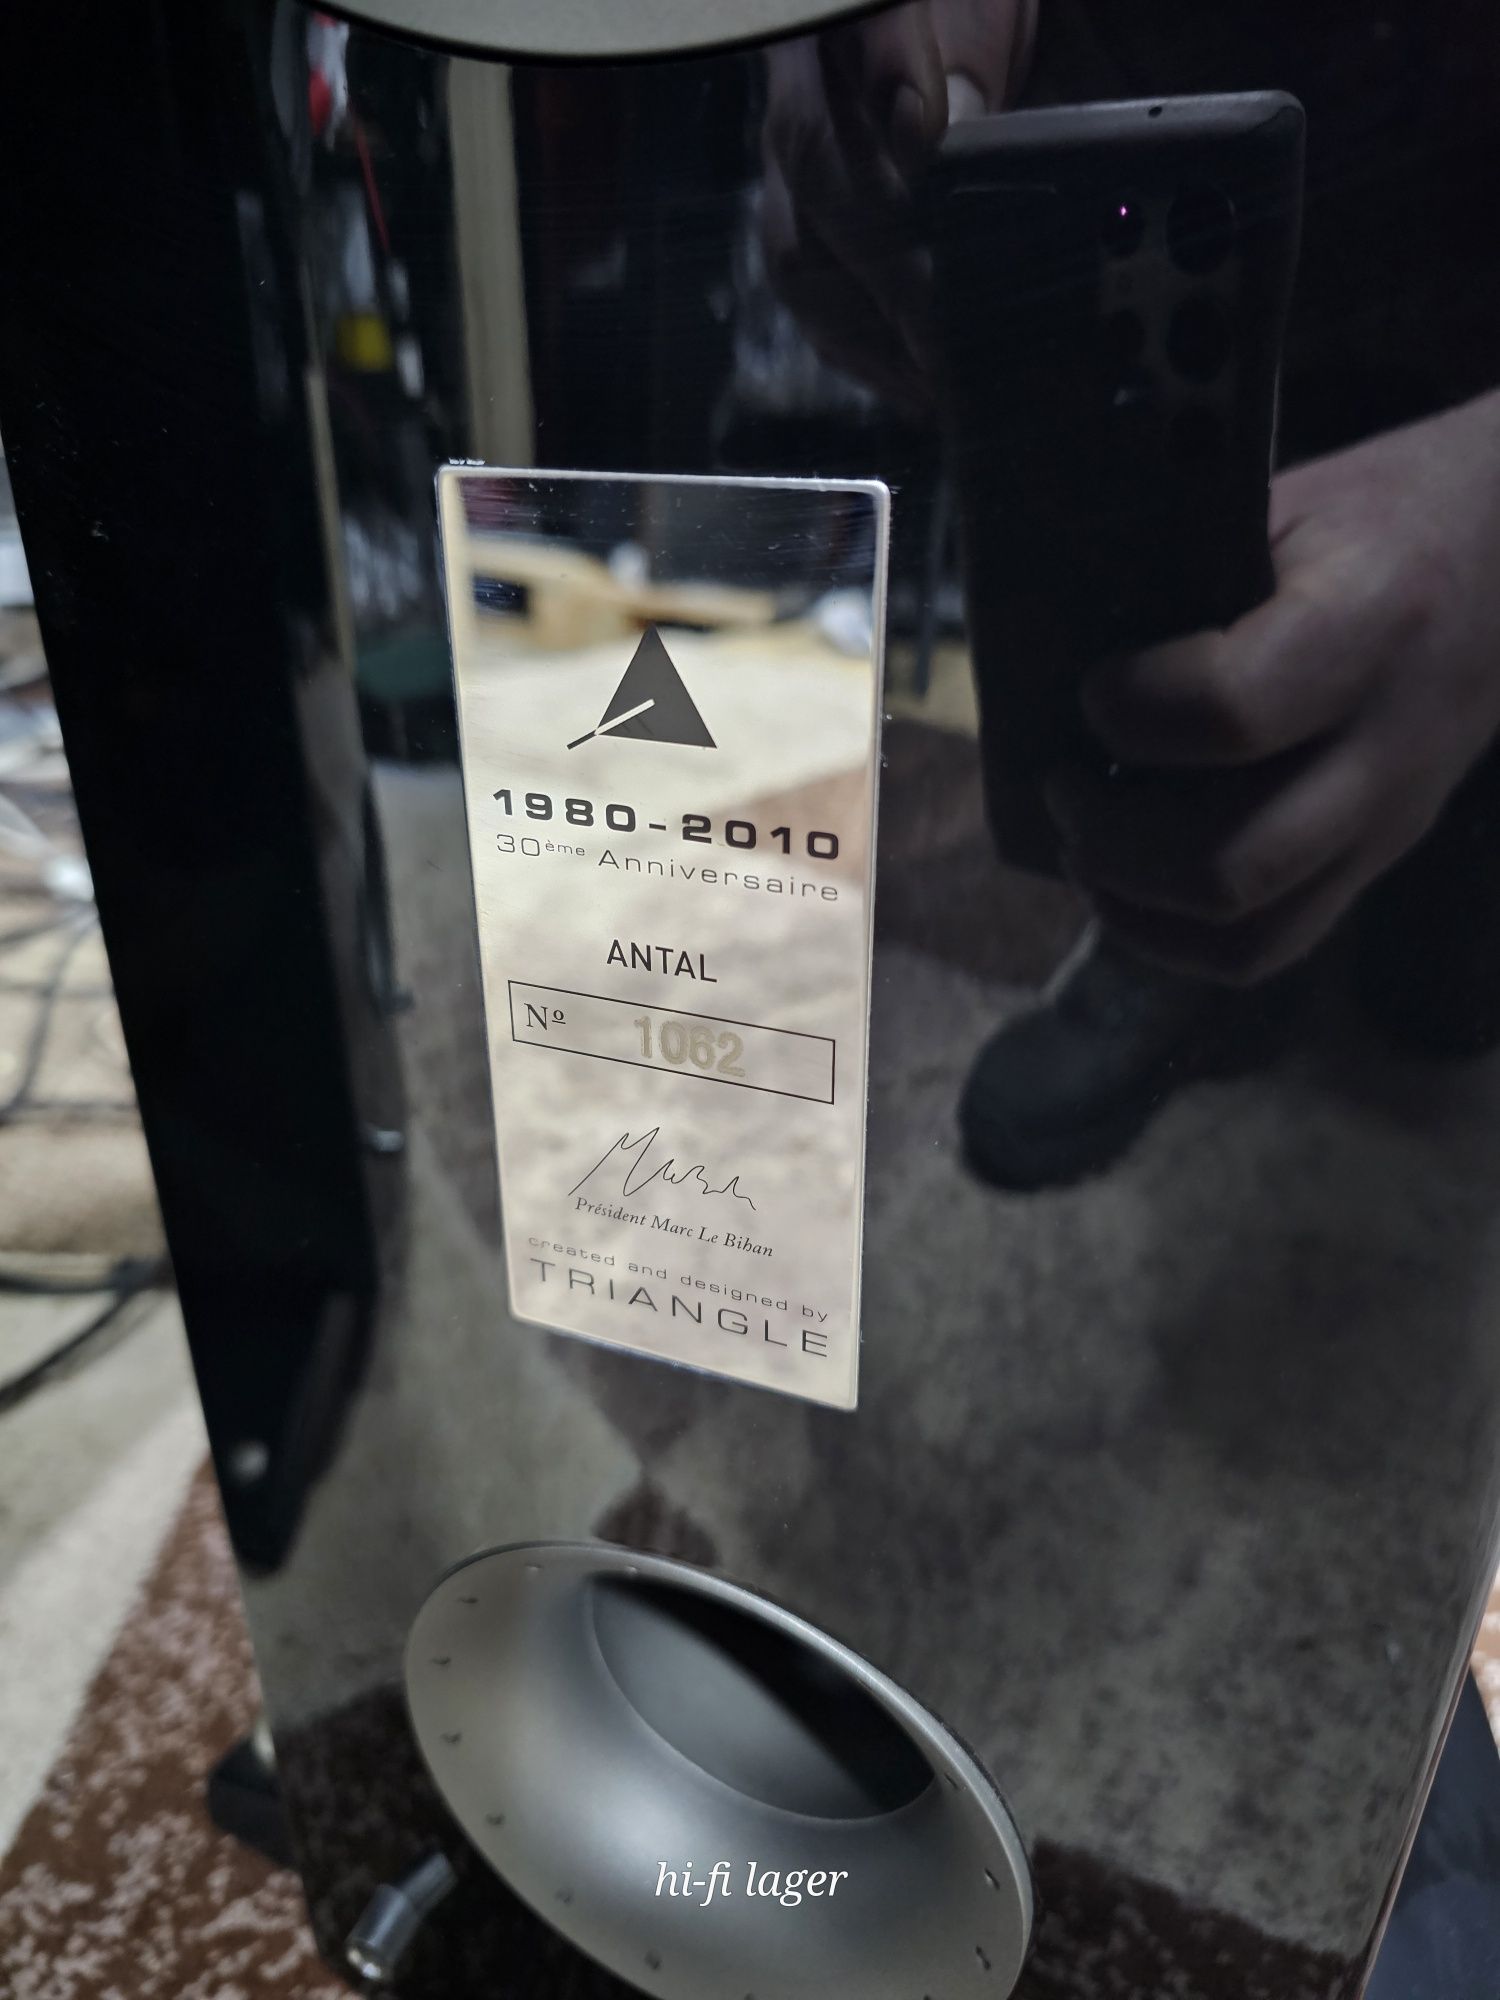 1980-2010
30ème Anniversaire
ANTAL
Nº 1062
Président Marc Le Bihan
created and designed by
TRIANGLE
hi-fi lager